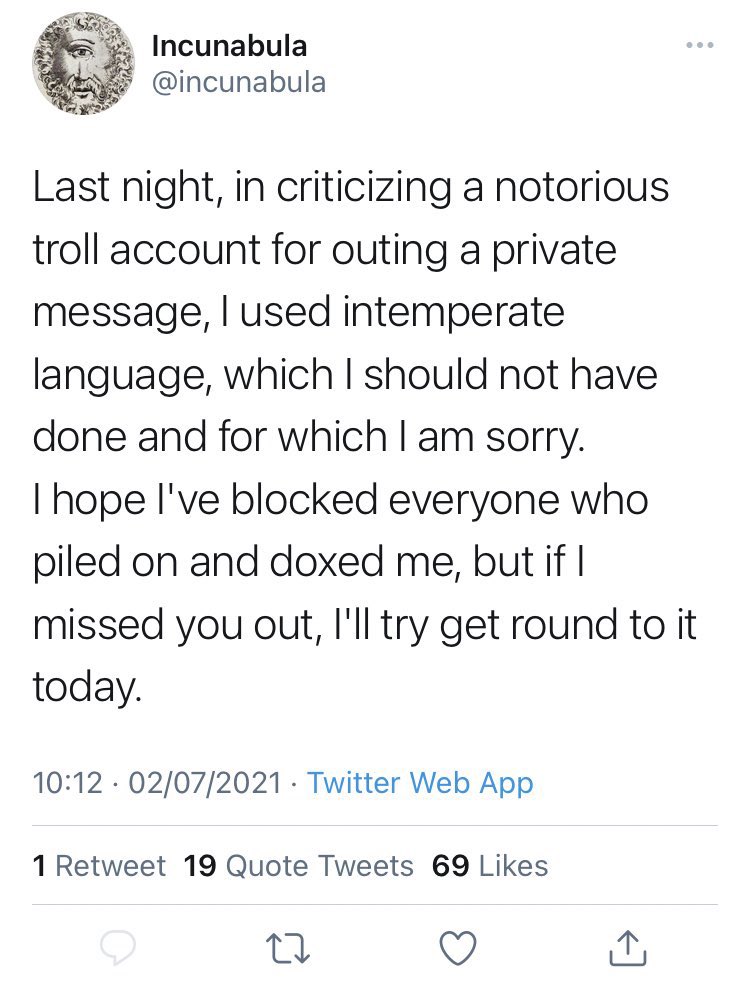 Incunabula
@incunabula
Last night, in criticizing a notorious
troll account for outing a private
message, I used intemperate
language, which I should not have
done and for which I am sorry.
I hope I've blocked everyone who
piled on and doxed me, but if I
missed you out, I'll try get round to it
today.
10:12 · 02/07/2021 · Twitter Web App
1 Retweet 19 Quote Tweets 69 Likes